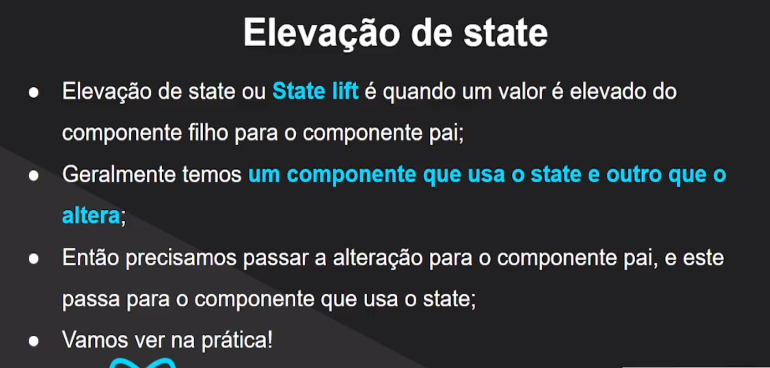 Elevação de state
● Elevação de state ou State lift é quando um valor é elevado do
componente filho para o componente pai;
● Geralmente temos um componente que usa o state e outro que o
altera;
● Então precisamos passar a alteração para o componente pai, e este
passa para o componente que usa o state;
● Vamos ver na prática!